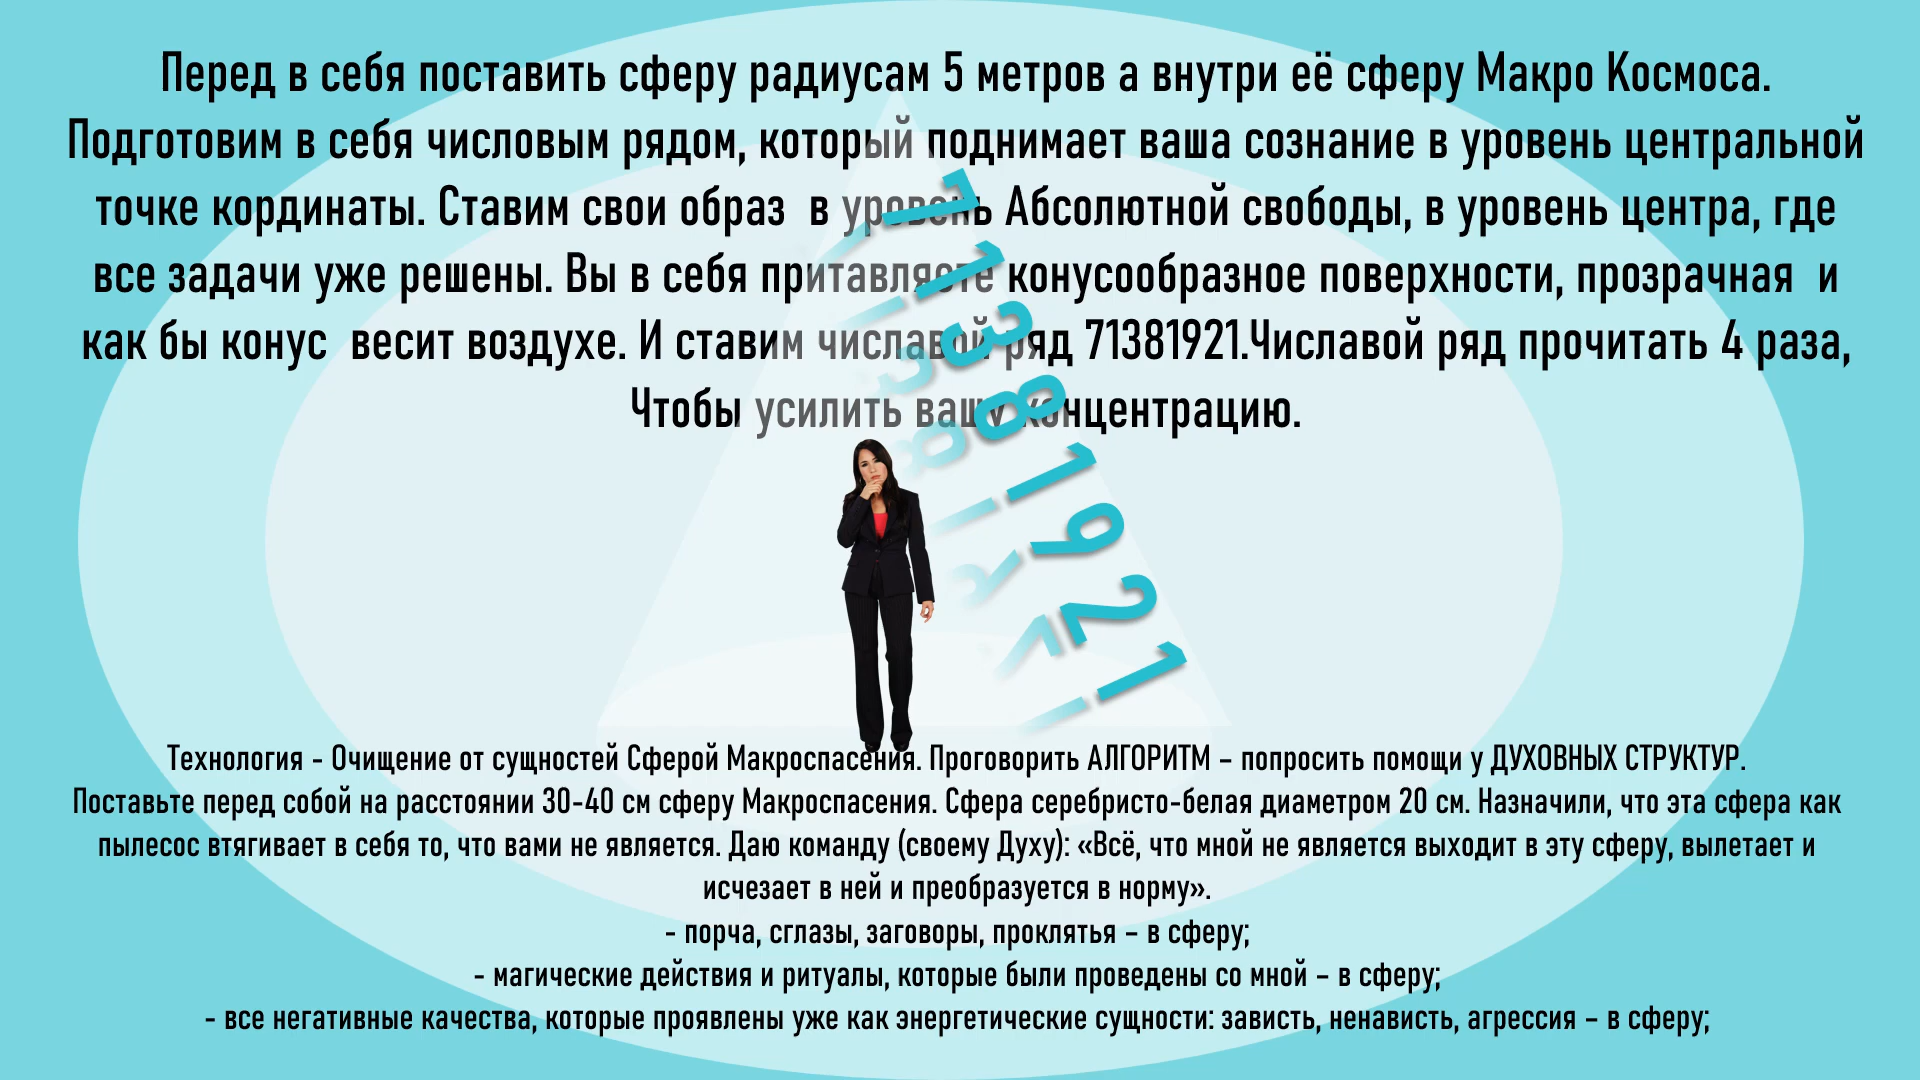 Перед в себя поставить сферу радиусам 5 метров а внутри её сферу Макро Космоса.
Подготовим в себя числовым рядом, который поднимает ваша сознание в уровень центральной
точке кординаты. Ставим свои образ в уровень Абсолютной свободы, в уровень центра, где
все задачи уже решены. Вы в себя притавляете конусообразное поверхности, прозрачная и
как бы конус весит воздухе. И ставим числавой ряд 71381921.Числавой ряд прочитать 4 раза,
Чтобы усилить вашу концентрацию.
71381921
Технология - Очищение от сущностей Сферой Макроспасения. Проговорить АЛГОРИТМ – попросить помощи у ДУХОВНЫХ СТРУКТУР.
Поставьте перед собой на расстоянии 30-40 см сферу Макроспасения. Сфера серебристо-белая диаметром 20 см. Назначили, что эта сфера как
пылесос втягивает в себя то, что вами не является. Даю команду (своему Духу): «Всё, что мной не является выходит в эту сферу, вылетает и
исчезает в ней и преобразуется в норму».
- порча, сглазы, заговоры, проклятья – в сферу;
- магические действия и ритуалы, которые были проведены со мной – в сферу;
- все негативные качества, которые проявлены уже как энергетические сущности: зависть, ненависть, агрессия – в сферу;